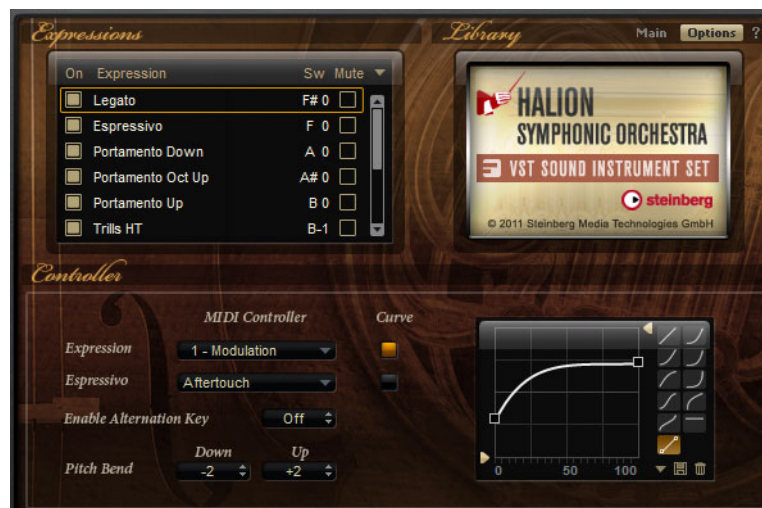 Expressions
Library Main Options ?
On Expression Sw Mute
Legato F# 0
Espressivo F 0
Portamento Down A 0
Portamento Oct Up A# 0
Portamento Up B 0
Trills HT B-1
HALION
SYMPHONIC ORCHESTRA
VST SOUND INSTRUMENT SET
steinberg
© 2011 Steinberg Media Technologies GmbH
Controller
MIDI Controller Curve
Expression 1 - Modulation
Espressivo Aftertouch
Enable Alternation Key Off
Down Up
Pitch Bend -2 +2
0 50 100